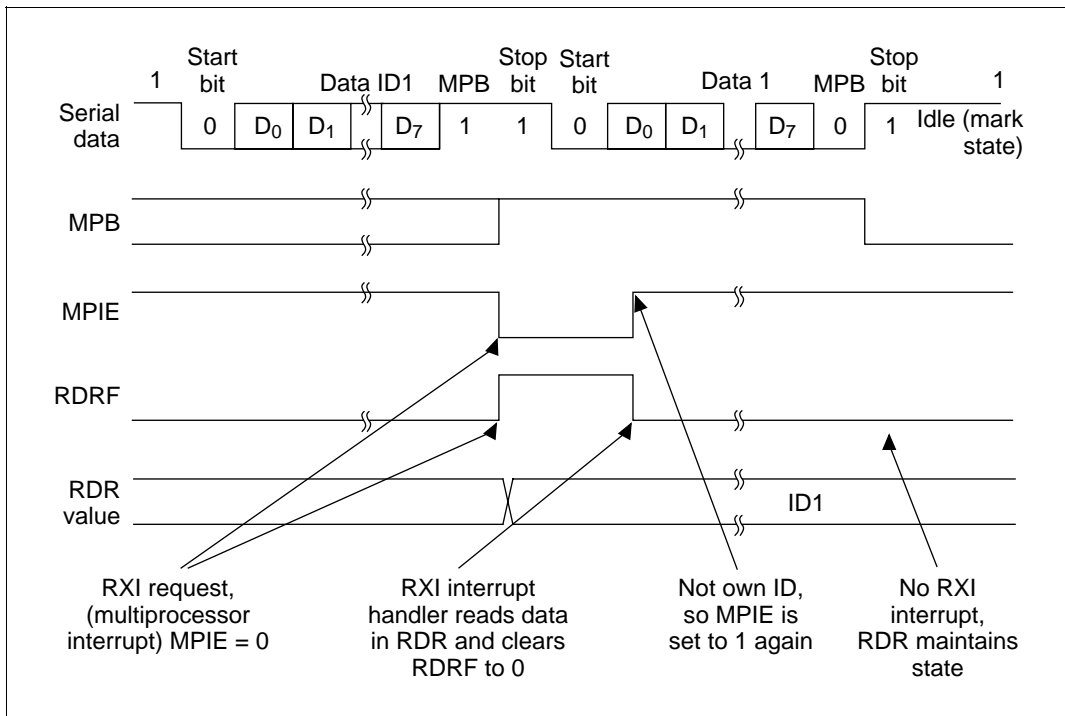 Start bit
Stop bit
Start bit
Stop bit
1 Data ID1 MPB Data 1 MPB 1
Serial data
0 D₀ D₁ D₇ 1 1 0 D₀ D₁ D₇ 0 1 Idle (mark state)
MPB
MPIE
RDRF
RDR value
ID1
RXI request,
(multiprocessor
interrupt) MPIE = 0
RXI interrupt
handler reads data
in RDR and clears
RDRF to 0
Not own ID,
so MPIE is
set to 1 again
No RXI
interrupt,
RDR maintains
state